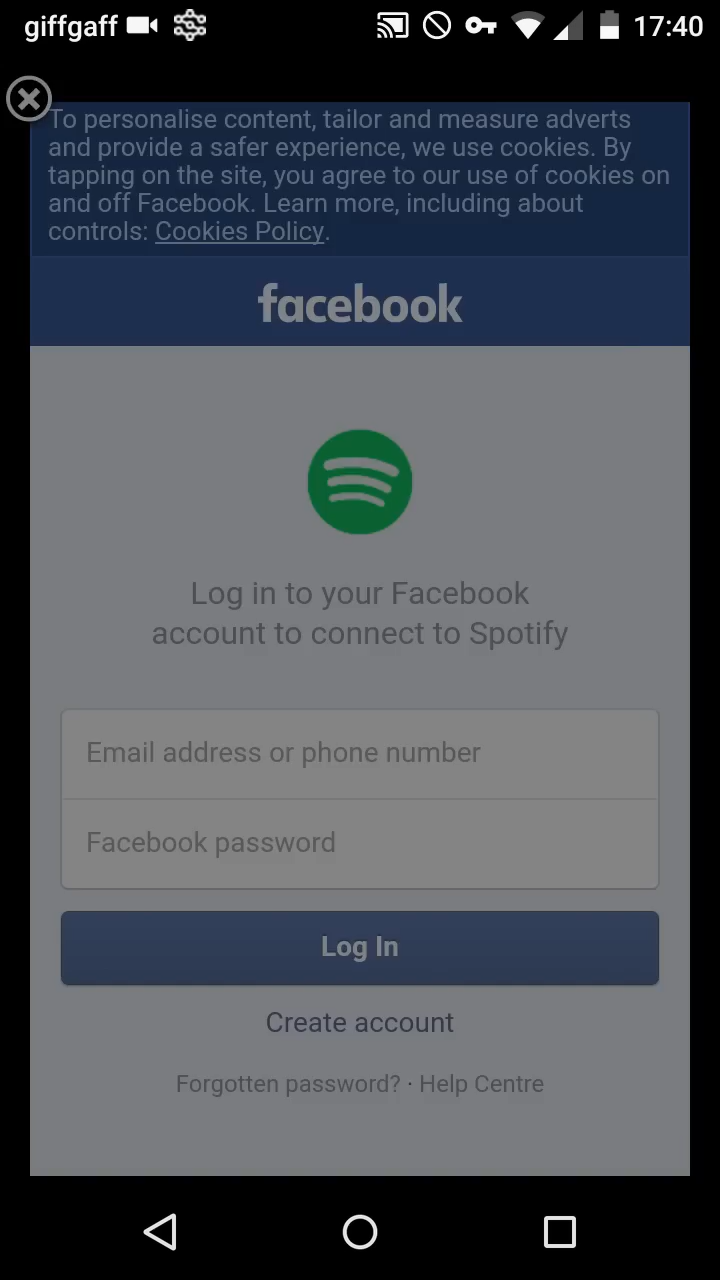 giffgaff 17:40
To personalise content, tailor and measure adverts
and provide a safer experience, we use cookies. By
tapping on the site, you agree to our use of cookies on
and off Facebook. Learn more, including about
controls: Cookies Policy.
facebook
Log in to your Facebook
account to connect to Spotify
Email address or phone number
Facebook password
Log In
Create account
Forgotten password? · Help Centre